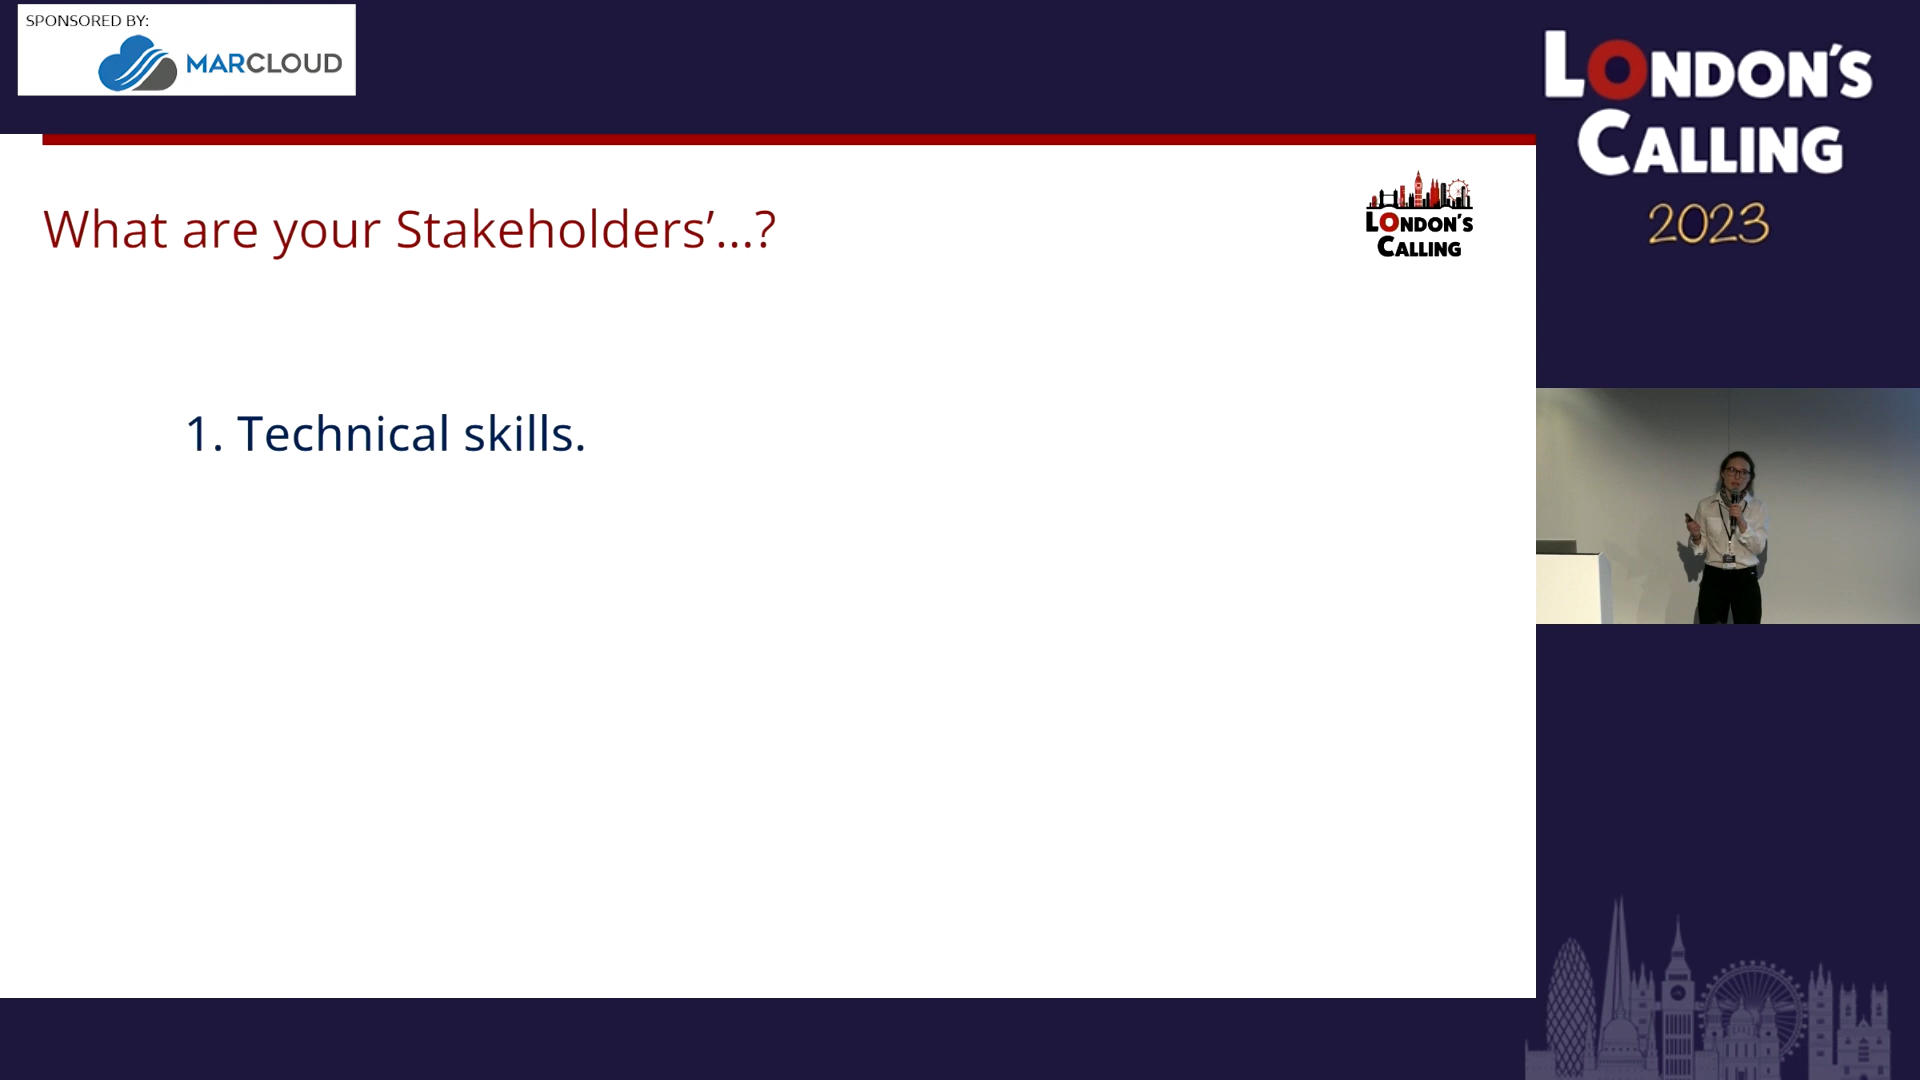 SPONSORED BY:
MARCLOUD
LONDON'S
CALLING
2023
What are your Stakeholders’...?
LONDON'S
CALLING
1. Technical skills.